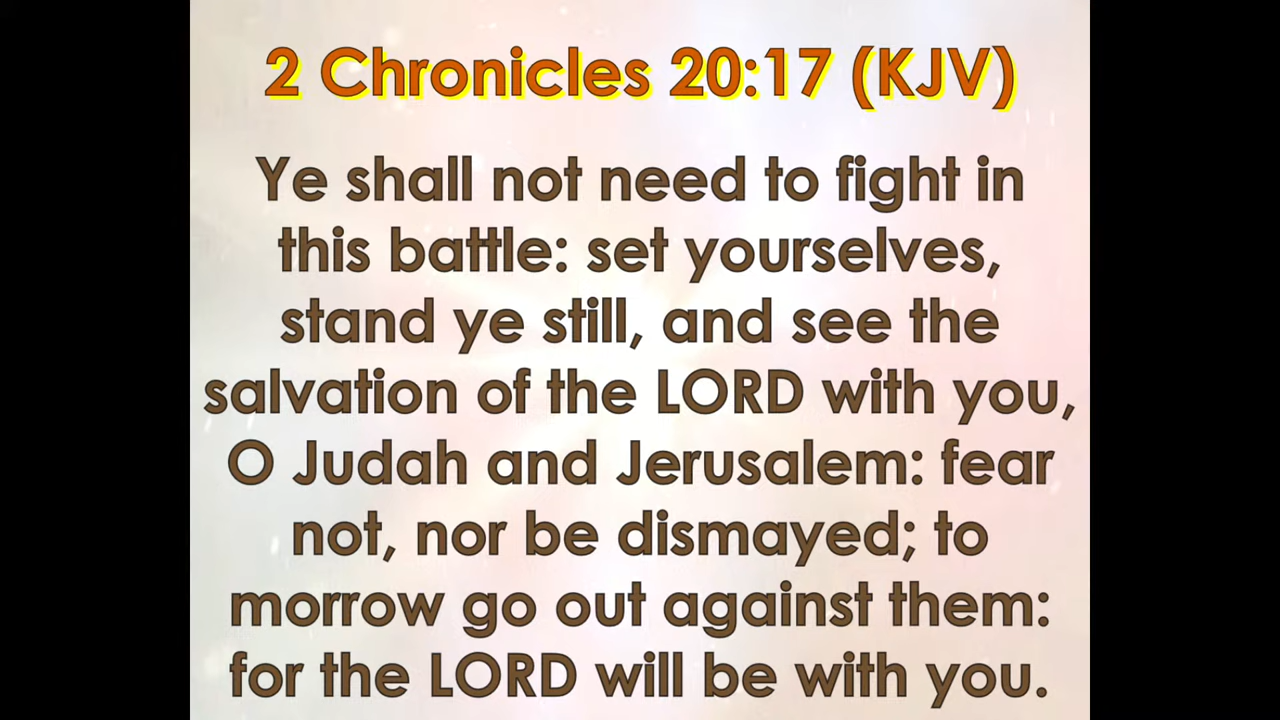 2 Chronicles 20:17 (KJV)
Ye shall not need to fight in
this battle: set yourselves,
stand ye still, and see the
salvation of the LORD with you,
O Judah and Jerusalem: fear
not, nor be dismayed; to
morrow go out against them:
for the LORD will be with you.